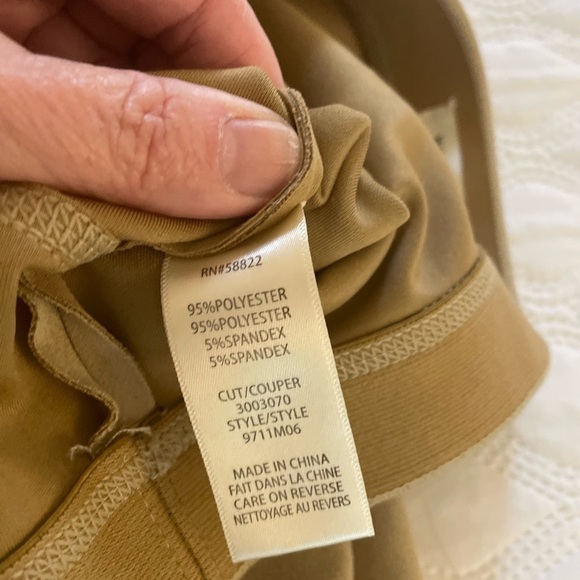 RN#58822
95%POLYESTER
95%POLYESTER
5%SPANDEX
5%SPANDEX
CUT/COUPER
3003070
STYLE/STYLE
9711M06
MADE IN CHINA
FAIT DANS LA CHINE
CARE ON REVERSE
NETTOYAGE AU REVERS